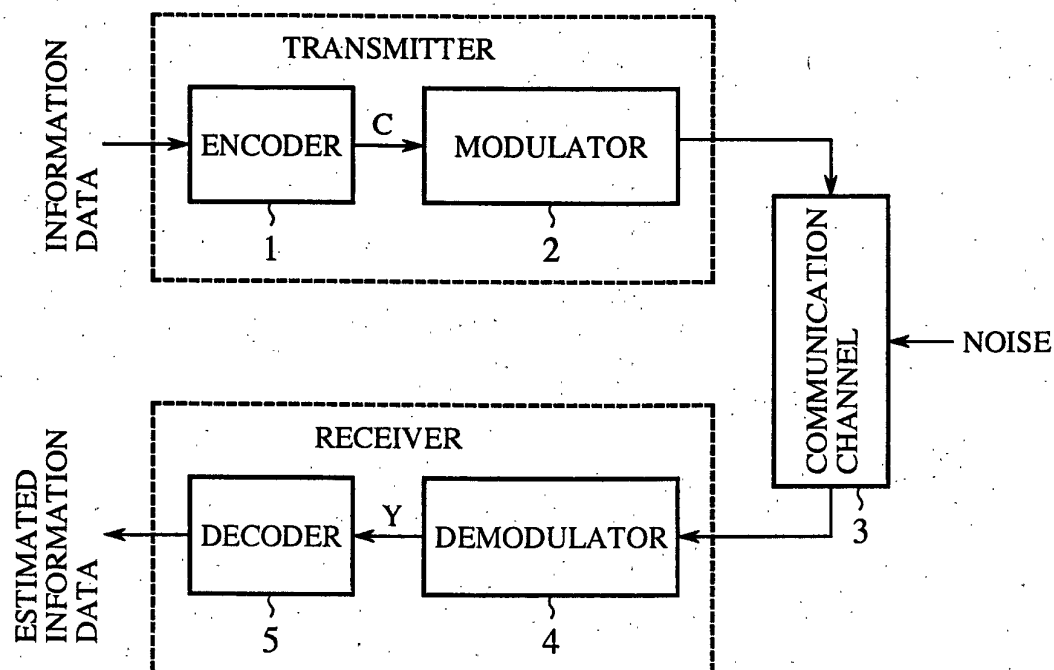 TRANSMITTER
INFORMATION
DATA
ENCODER
C
MODULATOR
1
2
COMMUNICATION
CHANNEL
NOISE
3
RECEIVER
ESTIMATED
INFORMATION
DATA
DECODER
Y
DEMODULATOR
5
4